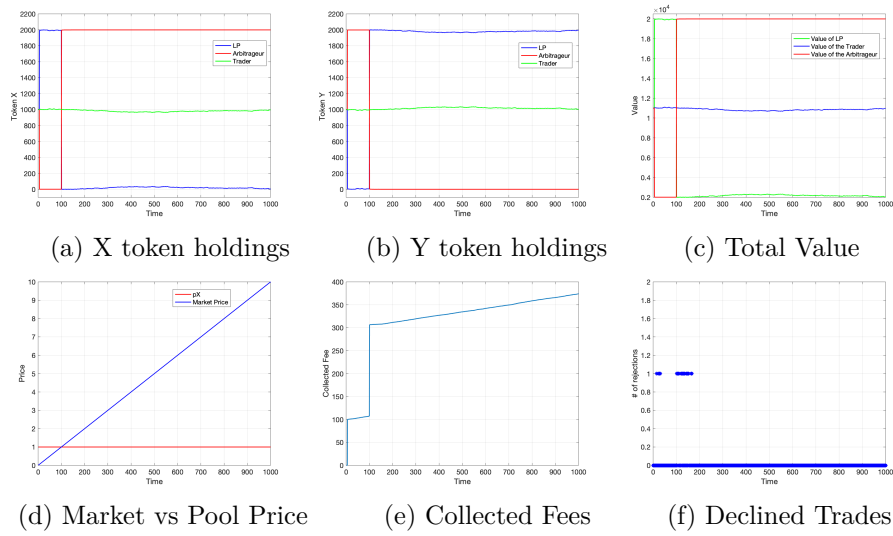 2200
2000
1800
1600
1400
1200
1000
800
600
400
200
0
Token X
LP
Arbitrageur
Trader
0 100 200 300 400 500 600 700 800 900 1000
Time
(a) X token holdings
2200
2000
1800
1600
1400
1200
1000
800
600
400
200
0
Token Y
LP
Arbitrageur
Trader
0 100 200 300 400 500 600 700 800 900 1000
Time
(b) Y token holdings
×10⁴
2
1.8
1.6
1.4
1.2
1
0.8
0.6
0.4
0.2
Value
Value of LP
Value of the Trader
Value of the Arbitrageur
0 100 200 300 400 500 600 700 800 900 1000
Time
(c) Total Value
10
9
8
7
6
5
4
3
2
1
0
Price
pX
Market Price
0 100 200 300 400 500 600 700 800 900 1000
Time
(d) Market vs Pool Price
400
350
300
250
200
150
100
50
0
Collected Fee
0 100 200 300 400 500 600 700 800 900 1000
Time
(e) Collected Fees
2
1.8
1.6
1.4
1.2
1
0.8
0.6
0.4
0.2
0
# of rejections
0 100 200 300 400 500 600 700 800 900 1000
Time
(f) Declined Trades